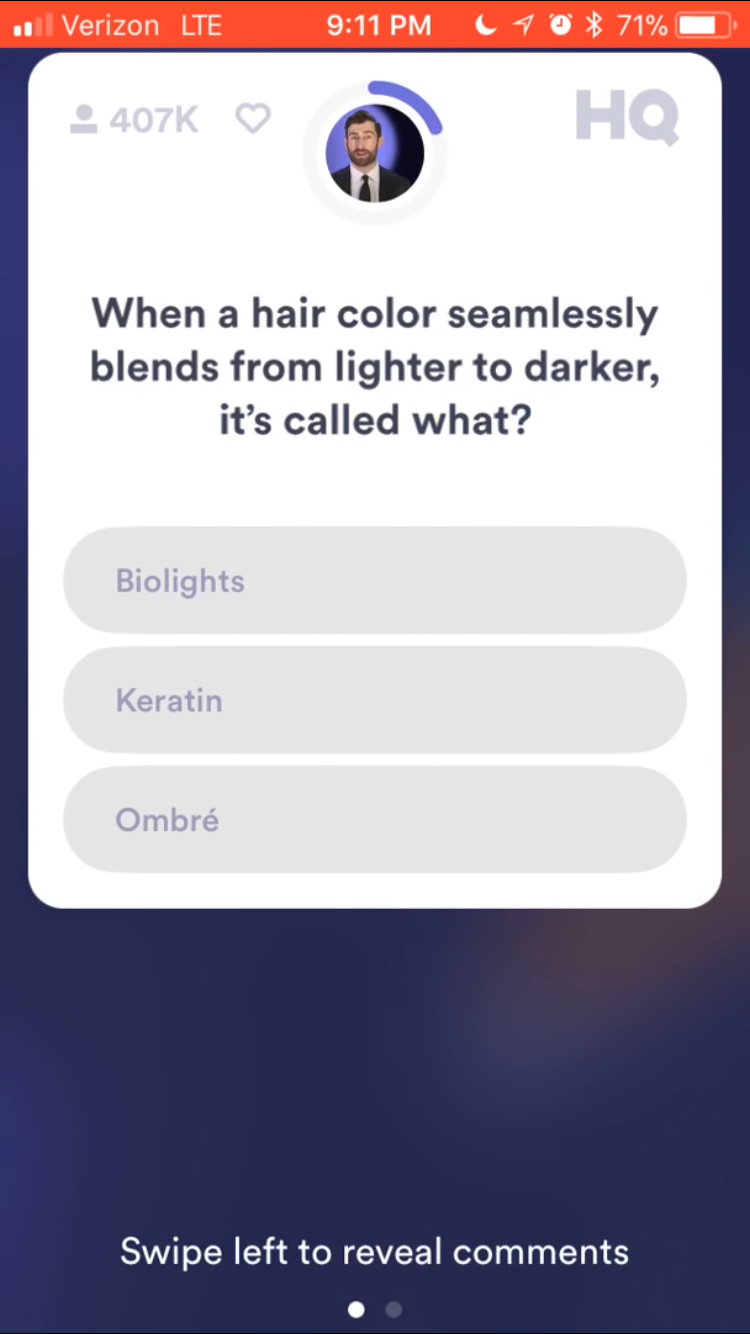 Verizon LTE 9:11 PM 71%
407K HQ
When a hair color seamlessly
blends from lighter to darker,
it's called what?
Biolights
Keratin
Ombré
Swipe left to reveal comments